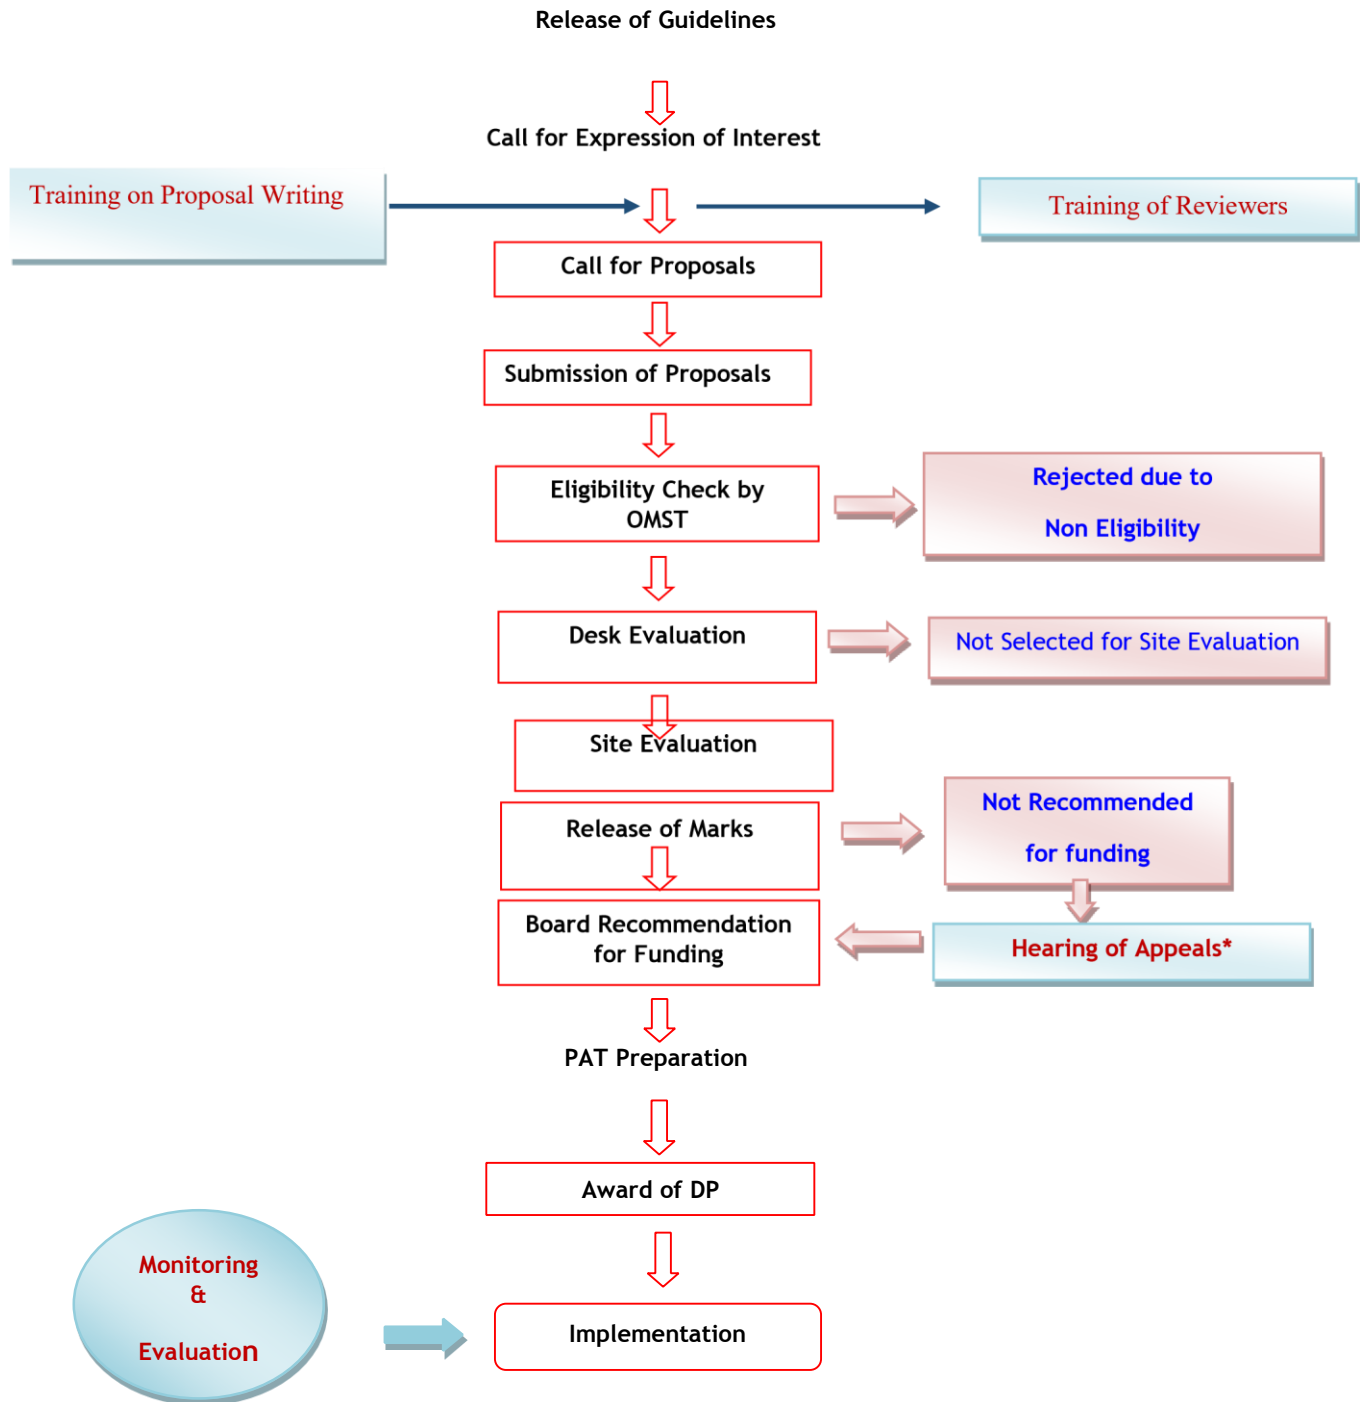 Release of Guidelines
Call for Expression of Interest
Training on Proposal Writing
Training of Reviewers
Call for Proposals
Submission of Proposals
Eligibility Check by
OMST
Rejected due to
Non Eligibility
Desk Evaluation
Not Selected for Site Evaluation
Site Evaluation
Release of Marks
Not Recommended
for funding
Board Recommendation
for Funding
Hearing of Appeals*
PAT Preparation
Award of DP
Monitoring
&
Evaluation
Implementation